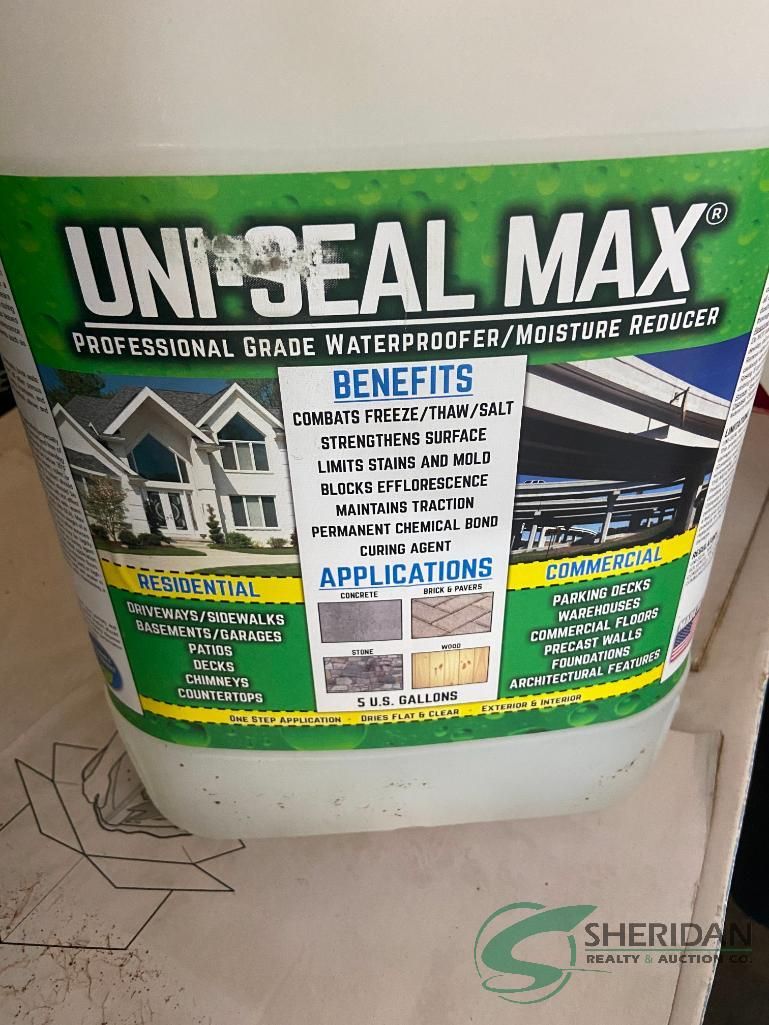 UNI-SEAL MAX®
PROFESSIONAL GRADE WATERPROOFER/MOISTURE REDUCER
BENEFITS
COMBATS FREEZE/THAW/SALT
STRENGTHENS SURFACE
LIMITS STAINS AND MOLD
BLOCKS EFFLORESCENCE
MAINTAINS TRACTION
PERMANENT CHEMICAL BOND
CURING AGENT
RESIDENTIAL
DRIVEWAYS/SIDEWALKS
BASEMENTS/GARAGES
PATIOS
DECKS
CHIMNEYS
COUNTERTOPS
APPLICATIONS
CONCRETE
BRICK & PAVERS
STONE
WOOD
5 U.S. GALLONS
COMMERCIAL
PARKING DECKS
WAREHOUSES
COMMERCIAL FLOORS
PRECAST WALLS
FOUNDATIONS
ARCHITECTURAL FEATURES
ONE STEP APPLICATION - DRIES FLAT & CLEAR - EXTERIOR & INTERIOR
SHERIDAN
REALTY & AUCTION CO.